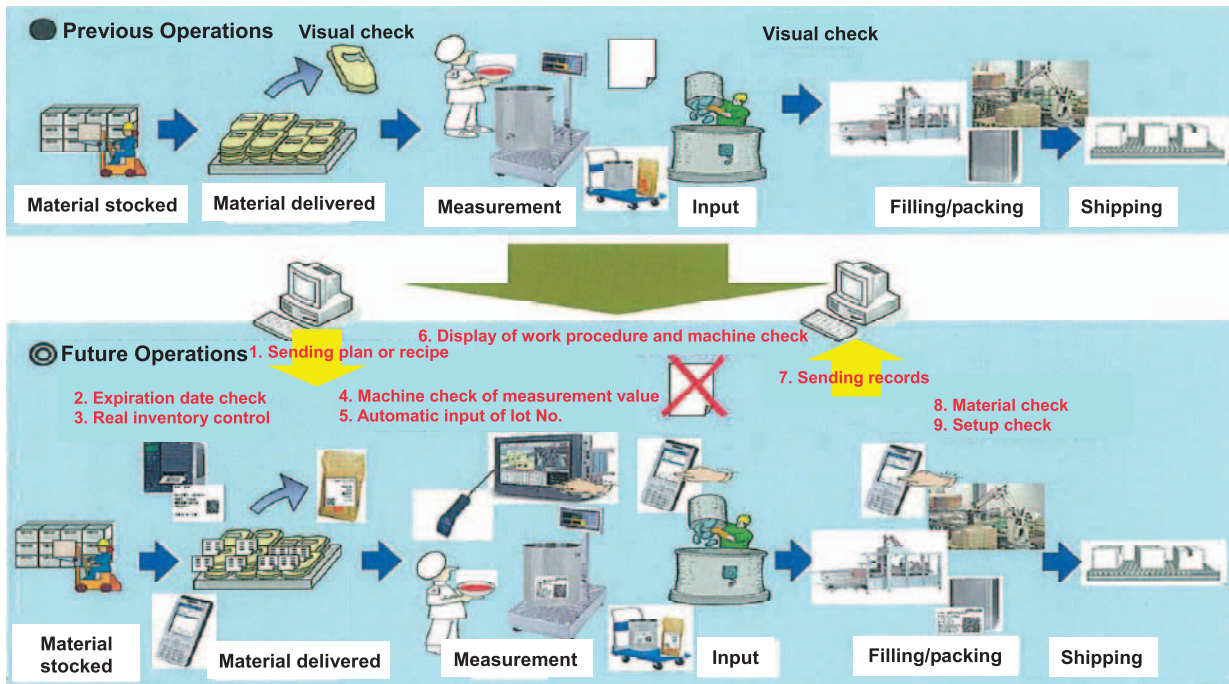 Previous Operations
Visual check
Visual check
Material stocked
Material delivered
Measurement
Input
Filling/packing
Shipping
6. Display of work procedure and machine check
Future Operations
1. Sending plan or recipe
7. Sending records
2. Expiration date check
3. Real inventory control
4. Machine check of measurement value
5. Automatic input of lot No.
8. Material check
9. Setup check
Material
stocked
Material delivered
Measurement
Input
Filling/packing
Shipping